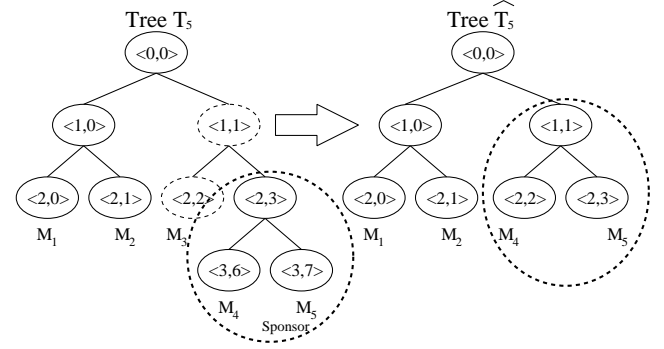 Tree T₅ Tree T̂₅
<0,0> <0,0>
<1,0> <1,1> <1,0> <1,1>
<2,0> <2,1> <2,2> <2,3> <2,0> <2,1> <2,2> <2,3>
M₁ M₂ M₃ M₁ M₂ M₄ M₅
<3,6> <3,7>
M₄ M₅
Sponsor